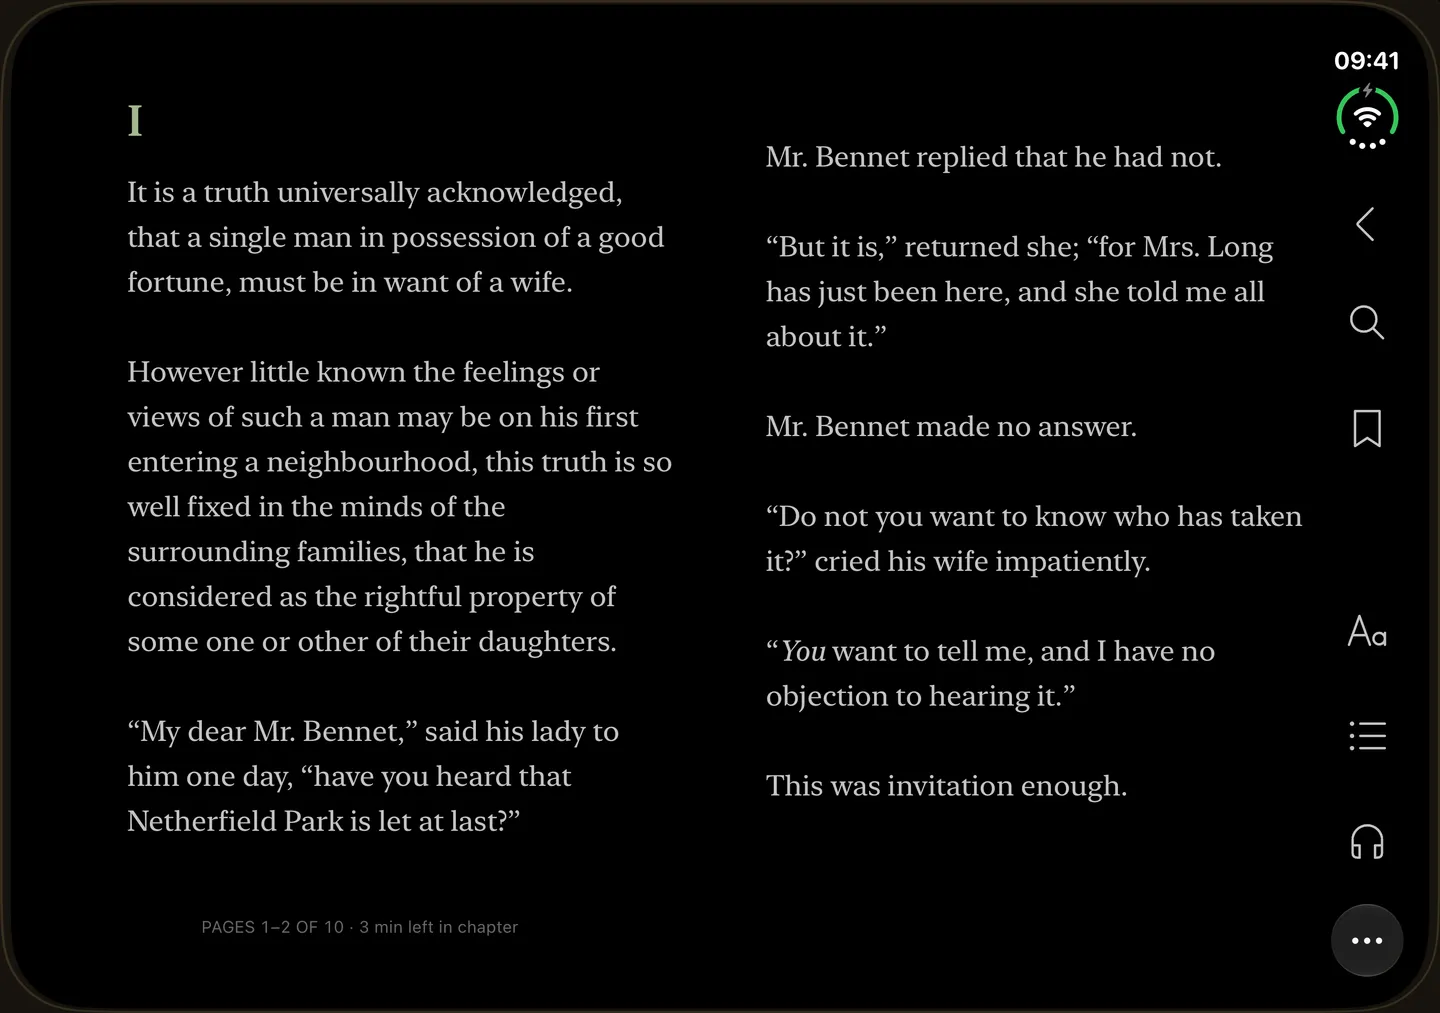 I
It is a truth universally acknowledged,
that a single man in possession of a good
fortune, must be in want of a wife.
However little known the feelings or
views of such a man may be on his first
entering a neighbourhood, this truth is so
well fixed in the minds of the
surrounding families, that he is
considered as the rightful property of
some one or other of their daughters.
“My dear Mr. Bennet,” said his lady to
him one day, “have you heard that
Netherfield Park is let at last?”
PAGES 1–2 OF 10 · 3 min left in chapter
Mr. Bennet replied that he had not.
“But it is,” returned she; “for Mrs. Long
has just been here, and she told me all
about it.”
Mr. Bennet made no answer.
“Do not you want to know who has taken
it?” cried his wife impatiently.
“You want to tell me, and I have no
objection to hearing it.”
This was invitation enough.
09:41
Aa